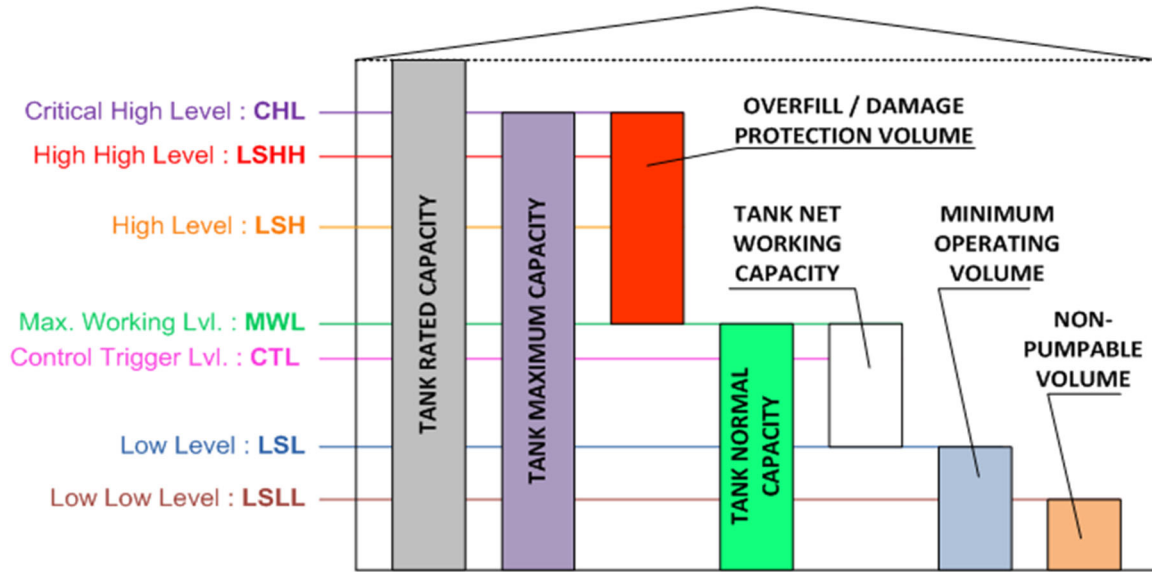 Critical High Level : CHL
High High Level : LSHH
High Level : LSH
Max. Working Lvl. : MWL
Control Trigger Lvl. : CTL
Low Level : LSL
Low Low Level : LSLL
TANK RATED CAPACITY
TANK MAXIMUM CAPACITY
OVERFILL / DAMAGE
PROTECTION VOLUME
TANK NORMAL
CAPACITY
TANK NET
WORKING
CAPACITY
MINIMUM
OPERATING
VOLUME
NON-
PUMPABLE
VOLUME